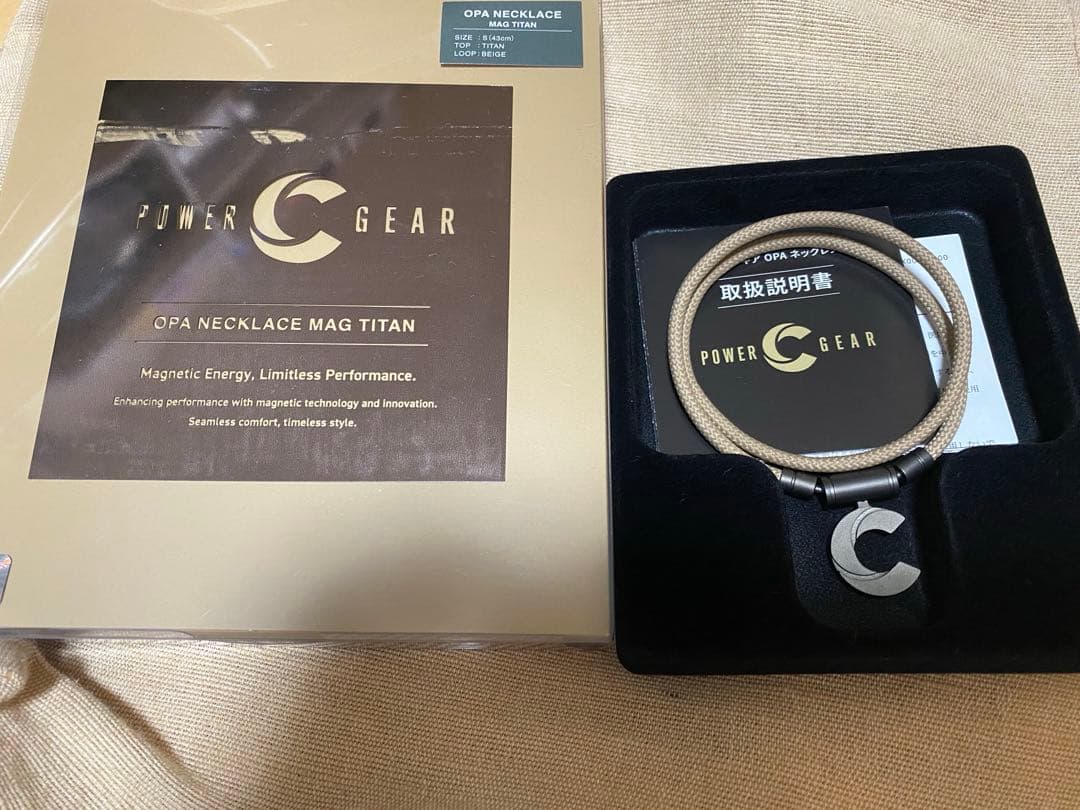 OPA NECKLACE
MAG TITAN
SIZE : S (43cm)
TOP : TITAN
LOOP : BEIGE
POWER GEAR
OPA NECKLACE MAG TITAN
Magnetic Energy, Limitless Performance.
Enhancing performance with magnetic technology and innovation.
Seamless comfort, timeless style.
ア OPA ネックレ
取扱説明書
POWER GEAR